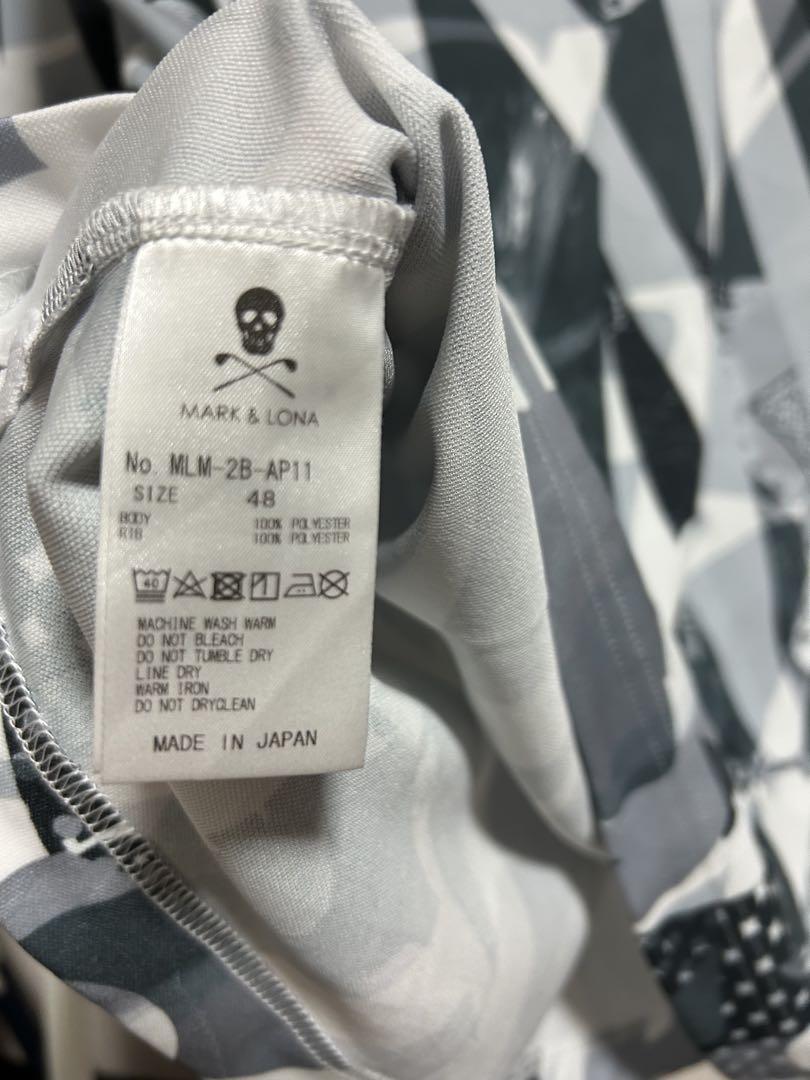 MARK & LONA
No. MLM-2B-AP11
SIZE 48
BODY 100% POLYESTER
RIB 100% POLYESTER
40
MACHINE WASH WARM
DO NOT BLEACH
DO NOT TUMBLE DRY
LINE DRY
WARM IRON
DO NOT DRYCLEAN
MADE IN JAPAN